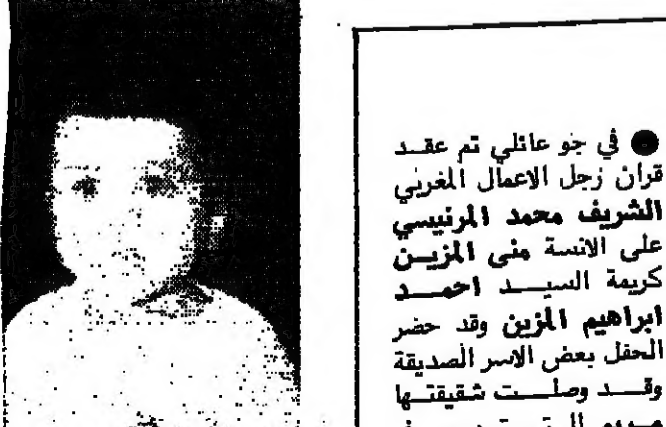 ● في جو عائلي تم عقد
قران رجل الاعمال المغربي
الشريف محمد المرنيسي
على الانسة منى المزين
كريمة السيد احمد
ابراهيم المزين وقد حضر
الحفل بعض الاسر الصديقة
وقد وصلت شقيقتها